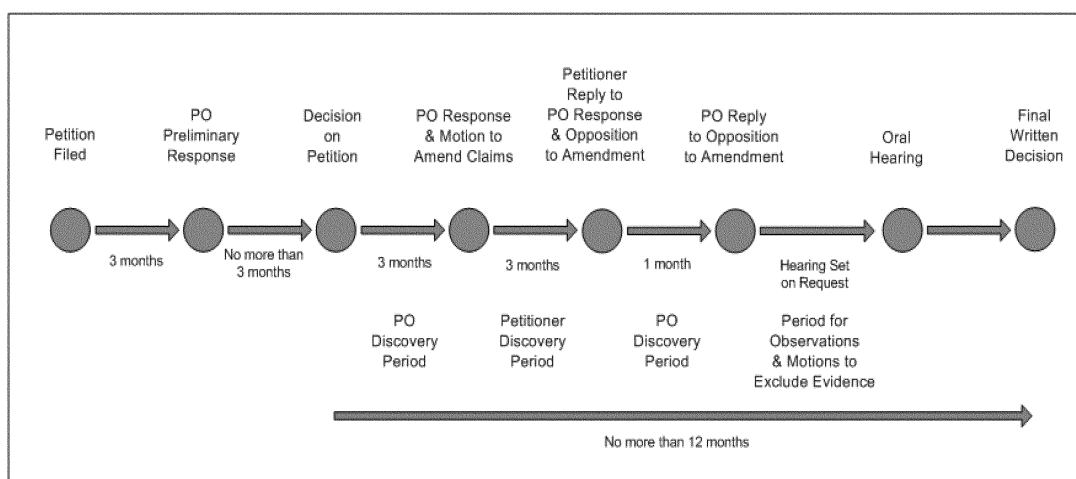 Petition
Filed
PO
Preliminary
Response
Decision
on
Petition
PO Response
& Motion to
Amend Claims
Petitioner
Reply to
PO Response
& Opposition
to Amendment
PO Reply
to Opposition
to Amendment
Oral
Hearing
Final
Written
Decision
3 months
No more than
3 months
3 months
3 months
1 month
Hearing Set
on Request
PO
Discovery
Period
Petitioner
Discovery
Period
PO
Discovery
Period
Period for
Observations
& Motions to
Exclude Evidence
No more than 12 months